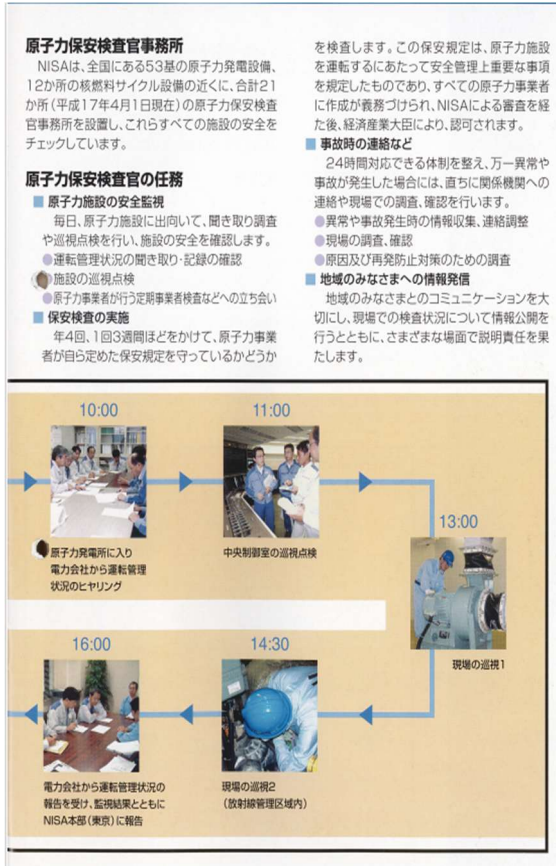 原子力保安検査官事務所
NISAは、全国にある53基の原子力発電設備、
12か所の核燃料サイクル設備の近くに、合計21
か所(平成17年4月1日現在)の原子力保安検査
官事務所を設置し、これらすべての施設の安全を
チェックしています。
原子力保安検査官の任務
■ 原子力施設の安全監視
毎日、原子力施設に出向いて、聞き取り調査
や巡視点検を行い、施設の安全を確認します。
●運転管理状況の聞き取り・記録の確認
●施設の巡視点検
●原子力事業者が行う定期事業者検査などへの立ち会い
■ 保安検査の実施
年4回、1回3週間ほどをかけて、原子力事業
者が自ら定めた保安規定を守っているかどうか
を検査します。この保安規定は、原子力施設
を運転するにあたって安全管理上重要な事項
を規定したものであり、すべての原子力事業者
に作成が義務づけられ、NISAによる審査を経
た後、経済産業大臣により、認可されます。
■ 事故時の連絡など
24時間対応できる体制を整え、万一異常や
事故が発生した場合には、直ちに関係機関への
連絡や現場での調査、確認を行います。
●異常や事故発生時の情報収集、連絡調整
●現場の調査、確認
●原因及び再発防止対策のための調査
■ 地域のみなさまへの情報発信
地域のみなさまとのコミュニケーションを大
切にし、現場での検査状況について情報公開を
行うとともに、さまざまな場面で説明責任を果
たします。
10:00
原子力発電所に入り
電力会社から運転管理
状況のヒヤリング
11:00
中央制御室の巡視点検
13:00
現場の巡視1
14:30
現場の巡視2
(放射線管理区域内)
16:00
電力会社から運転管理状況の
報告を受け、監視結果とともに
NISA本部(東京)に報告